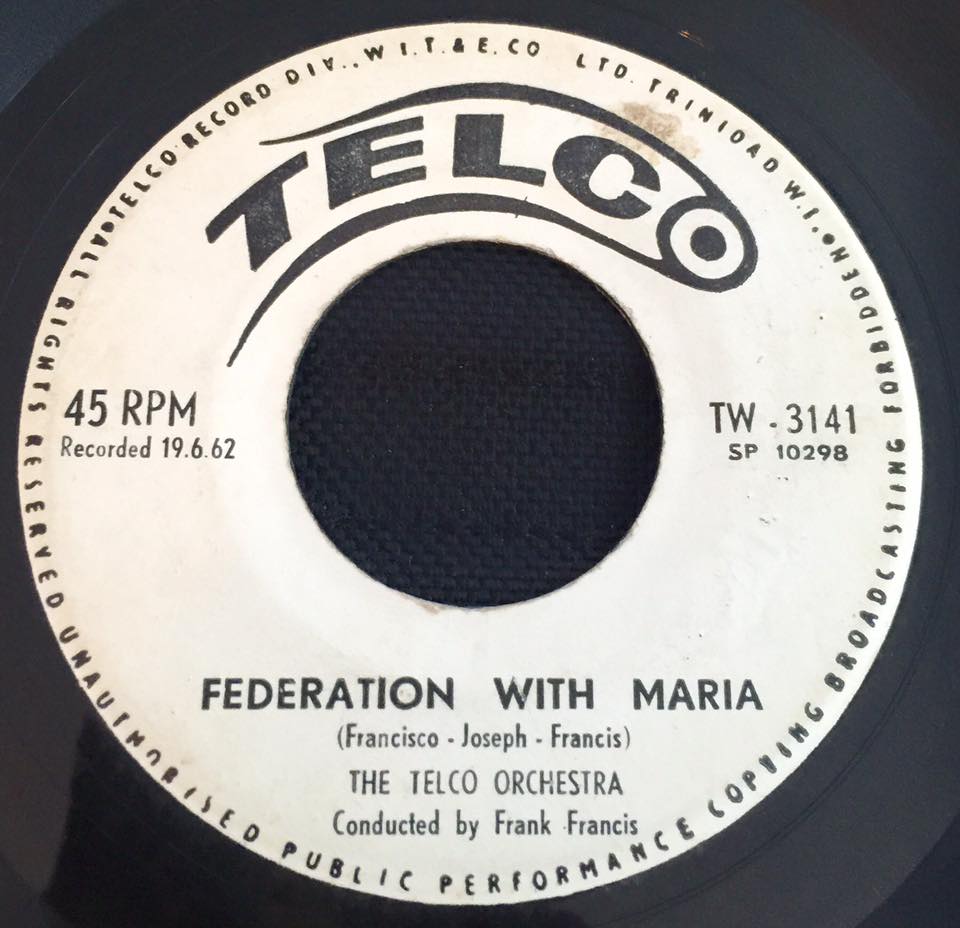 TELCO RECORD DIV., W.I.T. & E. CO LTD. TRINIDAD W.I.
ALL RIGHTS RESERVED UNAUTHORISED PUBLIC PERFORMANCE COPYING BROADCASTING FORBIDDEN
TELCO
45 RPM
Recorded 19.6.62
TW - 3141
SP 10298
FEDERATION WITH MARIA
(Francisco - Joseph - Francis)
THE TELCO ORCHESTRA
Conducted by Frank Francis